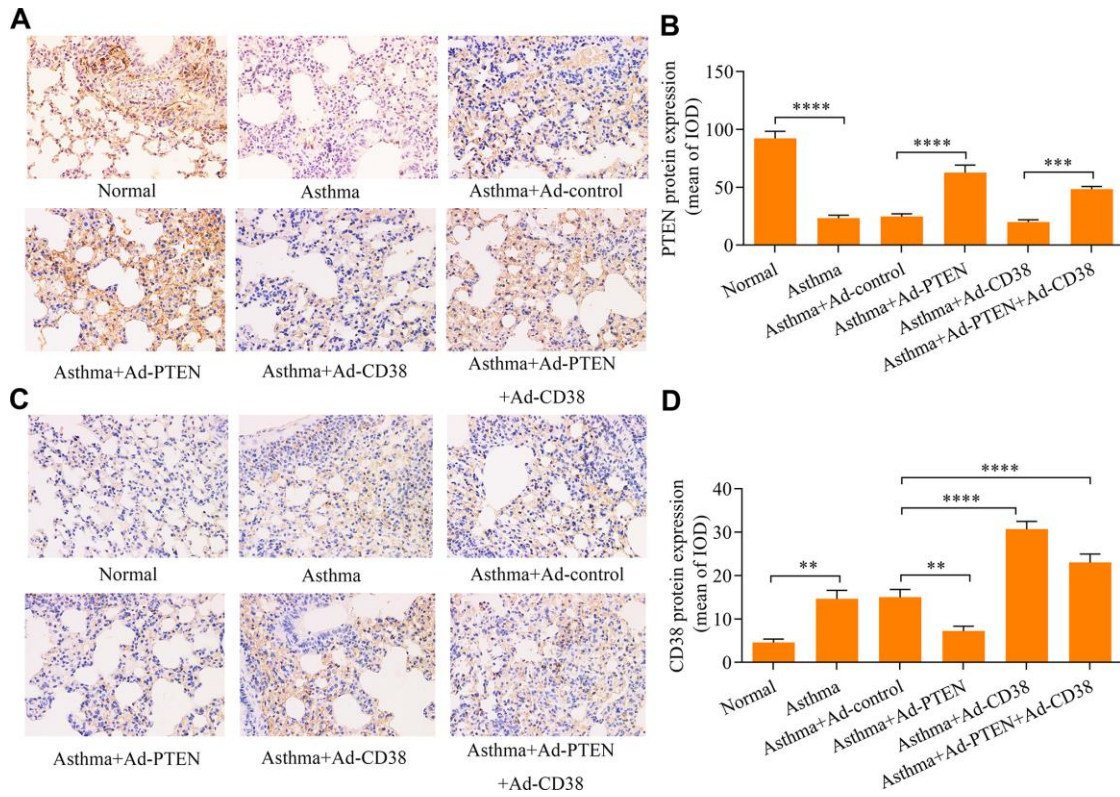 A
Normal
Asthma
Asthma+Ad-control
Asthma+Ad-PTEN
Asthma+Ad-CD38
Asthma+Ad-PTEN
+Ad-CD38
B
PTEN protein expression
(mean of IOD)
150
100
50
0
****
****
***
Normal
Asthma
Asthma+Ad-control
Asthma+Ad-PTEN
Asthma+Ad-CD38
Asthma+Ad-PTEN+Ad-CD38
C
Normal
Asthma
Asthma+Ad-control
Asthma+Ad-PTEN
Asthma+Ad-CD38
Asthma+Ad-PTEN
+Ad-CD38
D
CD38 protein expression
(mean of IOD)
40
30
20
10
0
****
****
**
**
Normal
Asthma
Asthma+Ad-control
Asthma+Ad-PTEN
Asthma+Ad-CD38
Asthma+Ad-PTEN+Ad-CD38